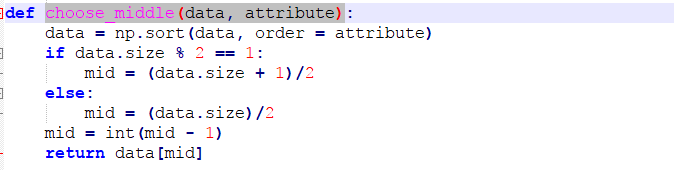 def choose_middle(data, attribute):
    data = np.sort(data, order = attribute)
    if data.size % 2 == 1:
        mid = (data.size + 1)/2
    else:
        mid = (data.size)/2
    mid = int(mid - 1)
    return data[mid]